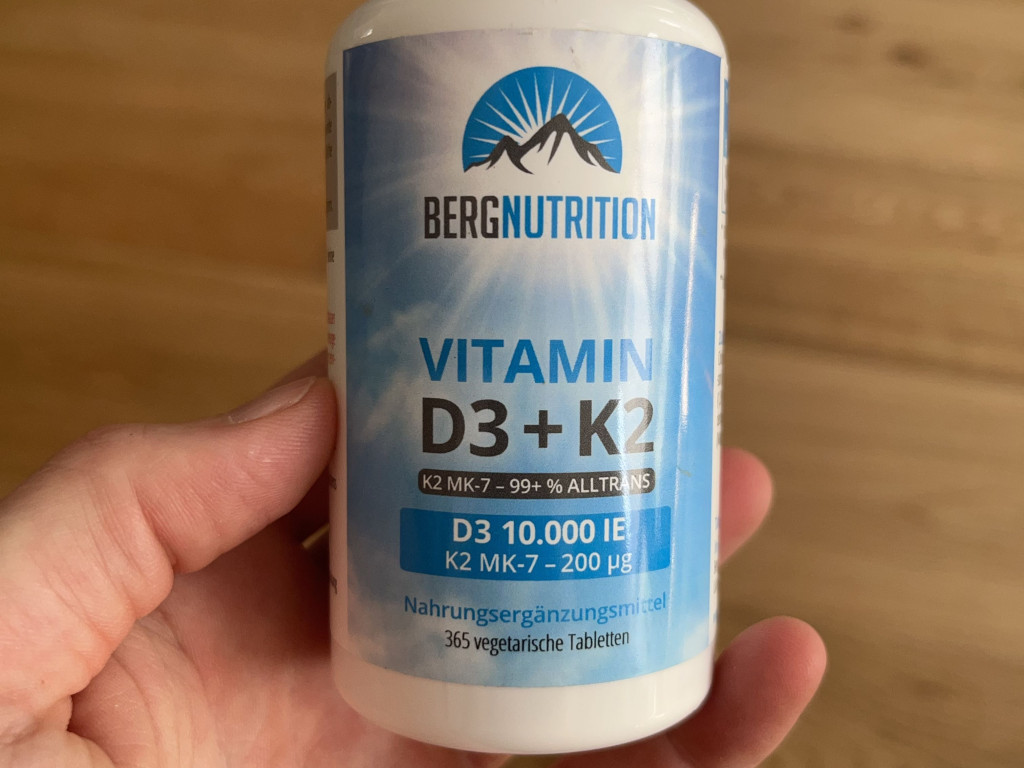 BERGNUTRITION
VITAMIN
D3 + K2
K2 MK-7 – 99+ % ALLTRANS
D3 10.000 IE
K2 MK-7 – 200 µg
Nahrungsergänzungsmittel
365 vegetarische Tabletten